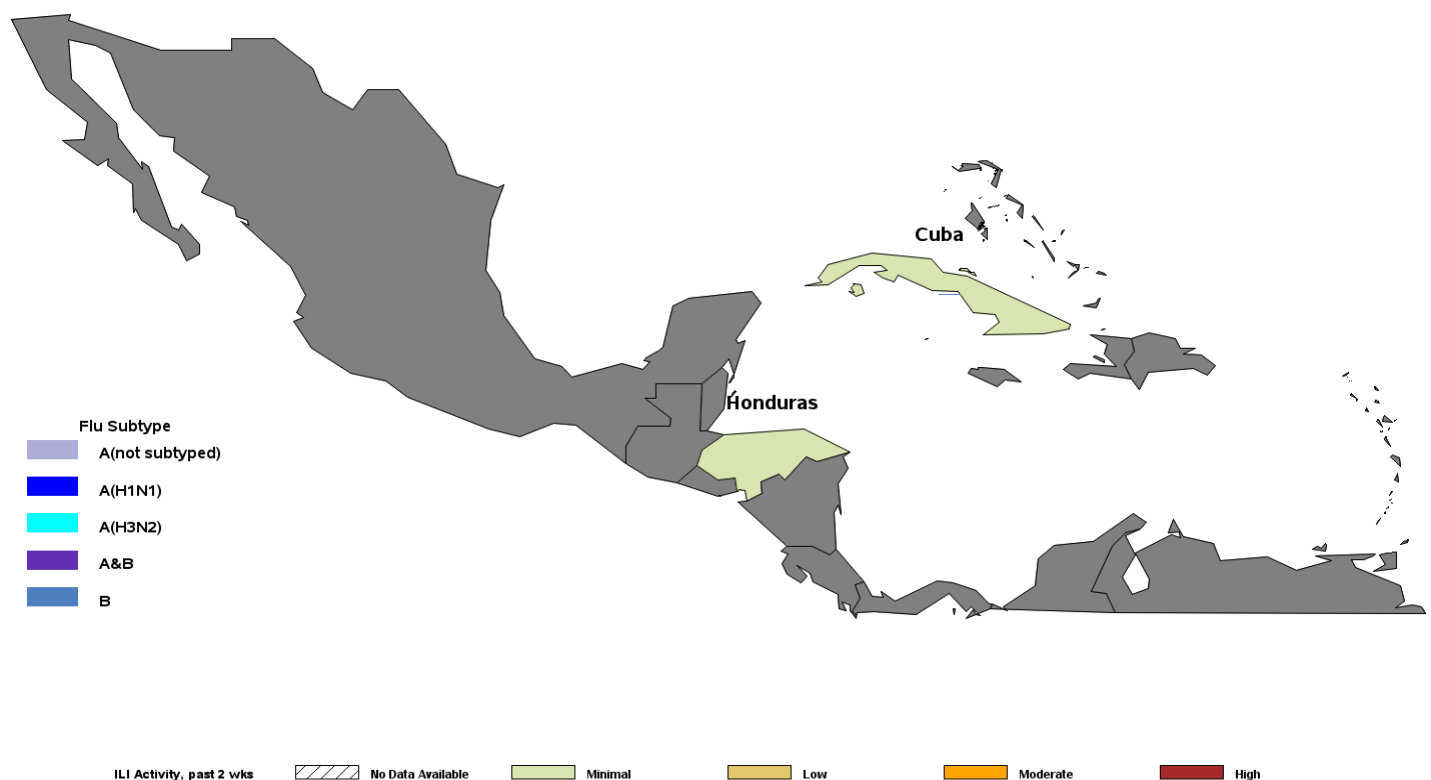 Cuba
Honduras
Flu Subtype
A(not subtyped)
A(H1N1)
A(H3N2)
A&B
B
ILI Activity, past 2 wks No Data Available Minimal Low Moderate High